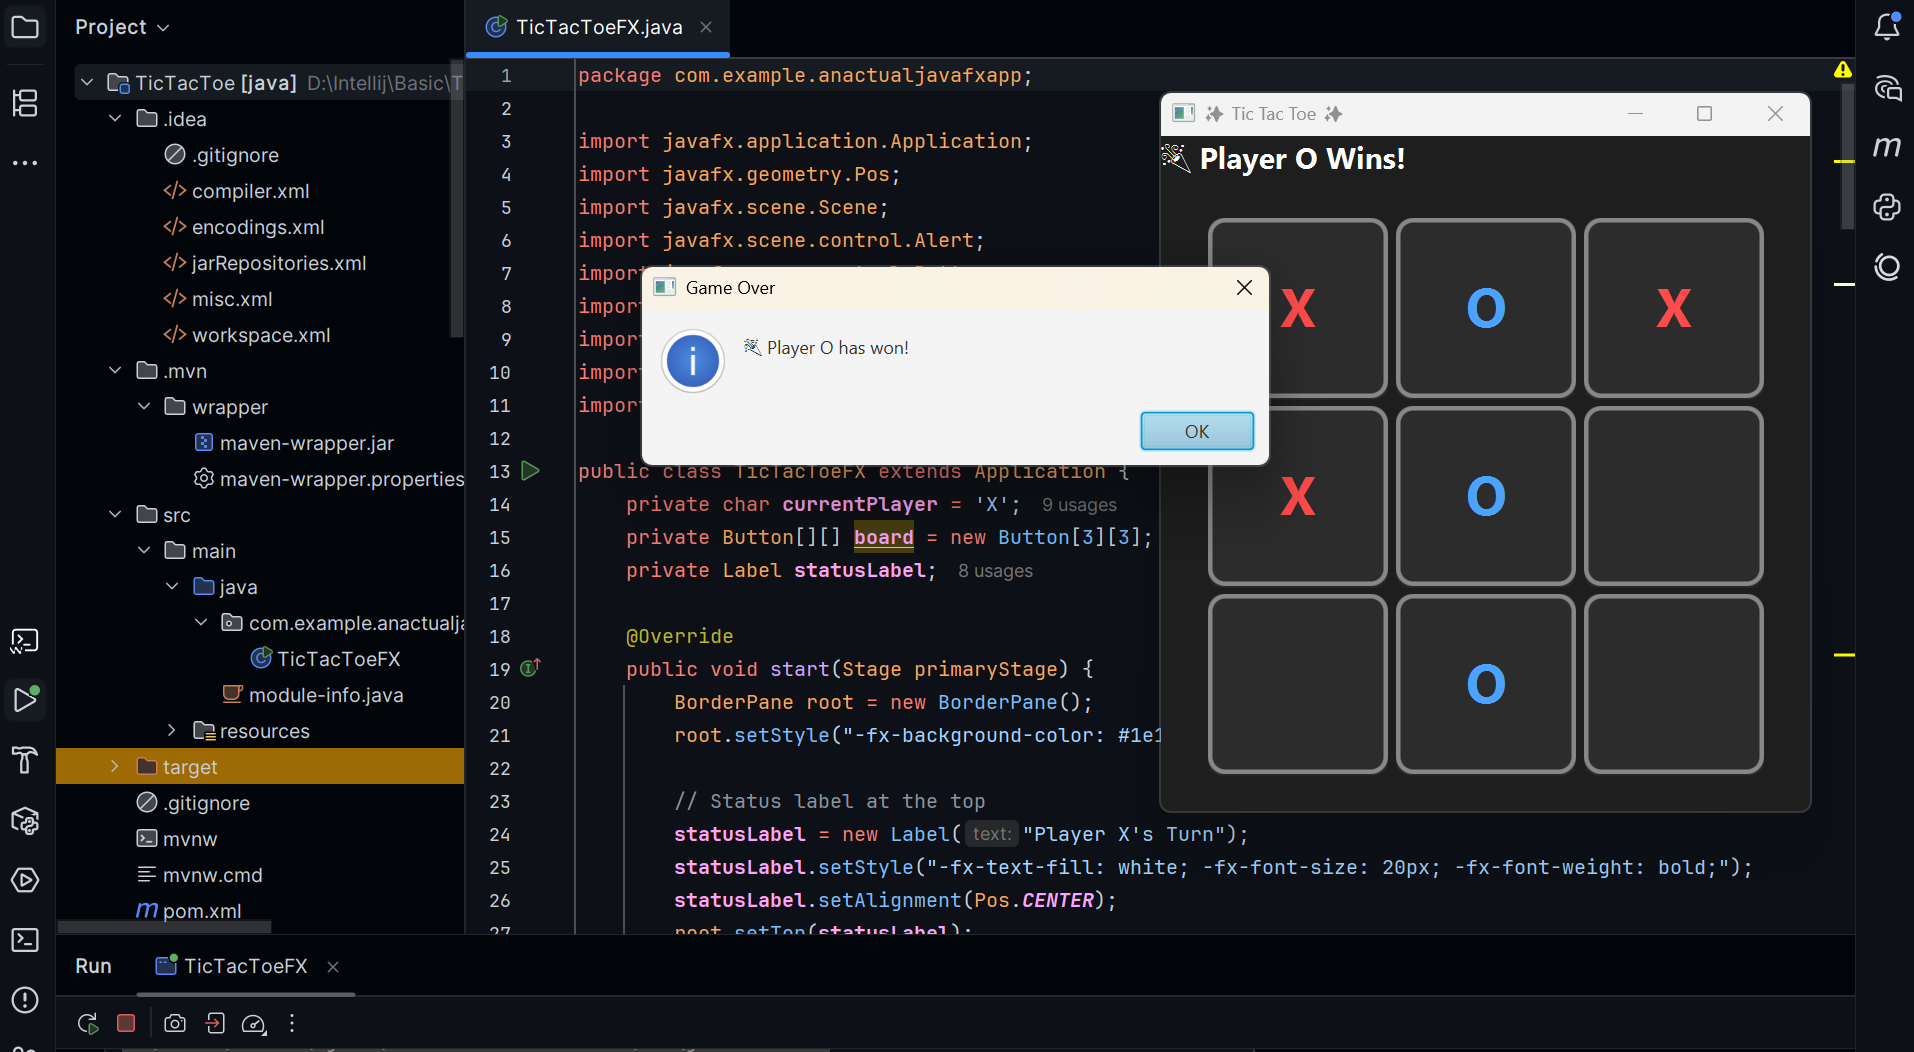 Project
TicTacToe [java] D:\Intellij\Basic\T
.idea
.gitignore
compiler.xml
encodings.xml
jarRepositories.xml
misc.xml
workspace.xml
.mvn
wrapper
maven-wrapper.jar
maven-wrapper.properties
src
main
java
com.example.anactualja
TicTacToeFX
module-info.java
resources
target
.gitignore
mvnw
mvnw.cmd
m pom.xml
TicTacToeFX.java
1 package com.example.anactualjavafxapp;
2
3 import javafx.application.Application;
4 import javafx.geometry.Pos;
5 import javafx.scene.Scene;
6 import javafx.scene.control.Alert;
7 import
8 import
9 import
10 import
11 import
12
13 public class TicTacToeFX extends Application {
14 private char currentPlayer = 'X'; 9 usages
15 private Button[][] board = new Button[3][3];
16 private Label statusLabel; 8 usages
17
18 @Override
19 public void start(Stage primaryStage) {
20 BorderPane root = new BorderPane();
21 root.setStyle("-fx-background-color: #1e1
22
23 // Status label at the top
24 statusLabel = new Label( text: "Player X's Turn");
25 statusLabel.setStyle("-fx-text-fill: white; -fx-font-size: 20px; -fx-font-weight: bold;");
26 statusLabel.setAlignment(Pos.CENTER);
27 root.setTop(statusLabel);
Game Over
i
Player O has won!
OK
Tic Tac Toe
Player O Wins!
X O X
X O
O
m
Run TicTacToeFX